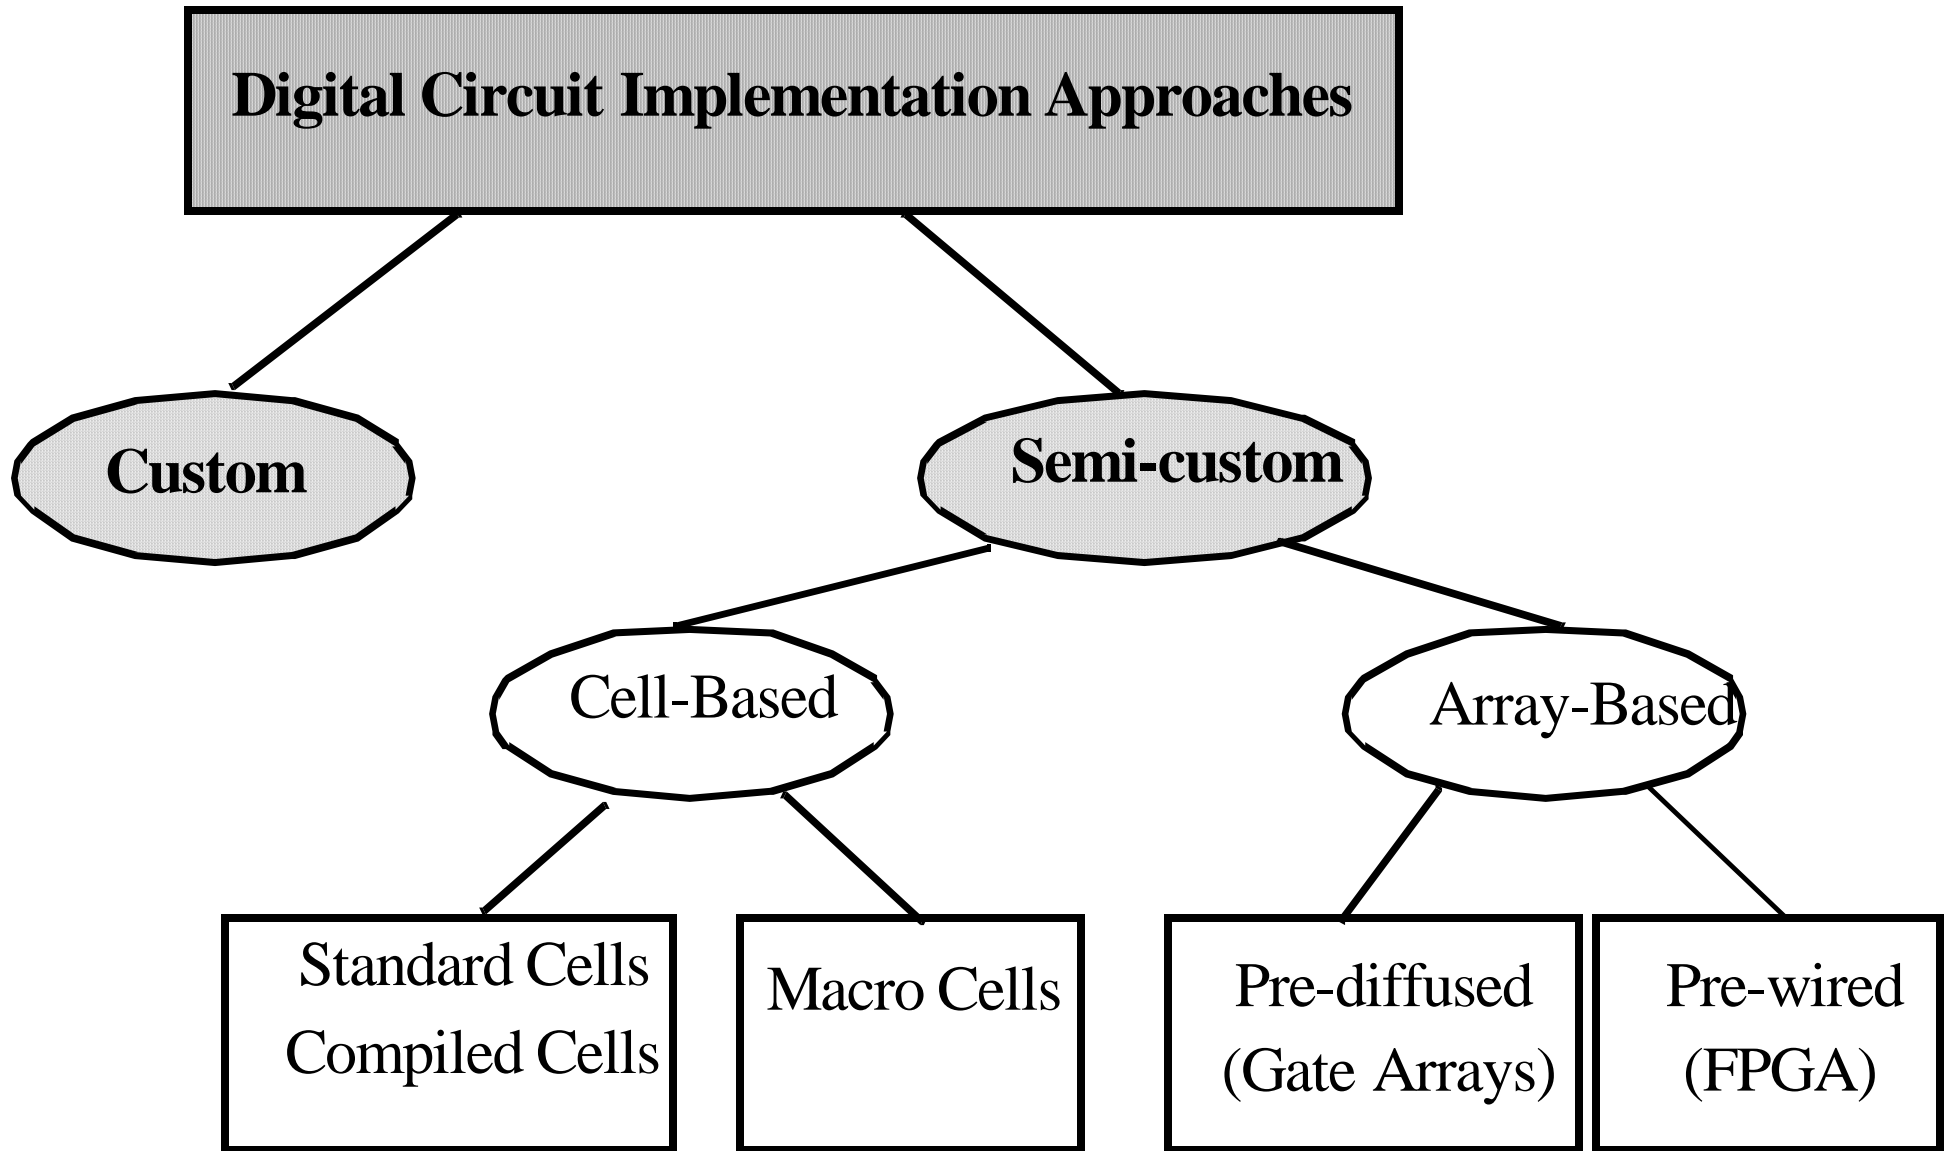 Digital Circuit Implementation Approaches
Custom
Semi-custom
Cell-Based
Array-Based
Standard Cells
Compiled Cells
Macro Cells
Pre-diffused
(Gate Arrays)
Pre-wired
(FPGA)